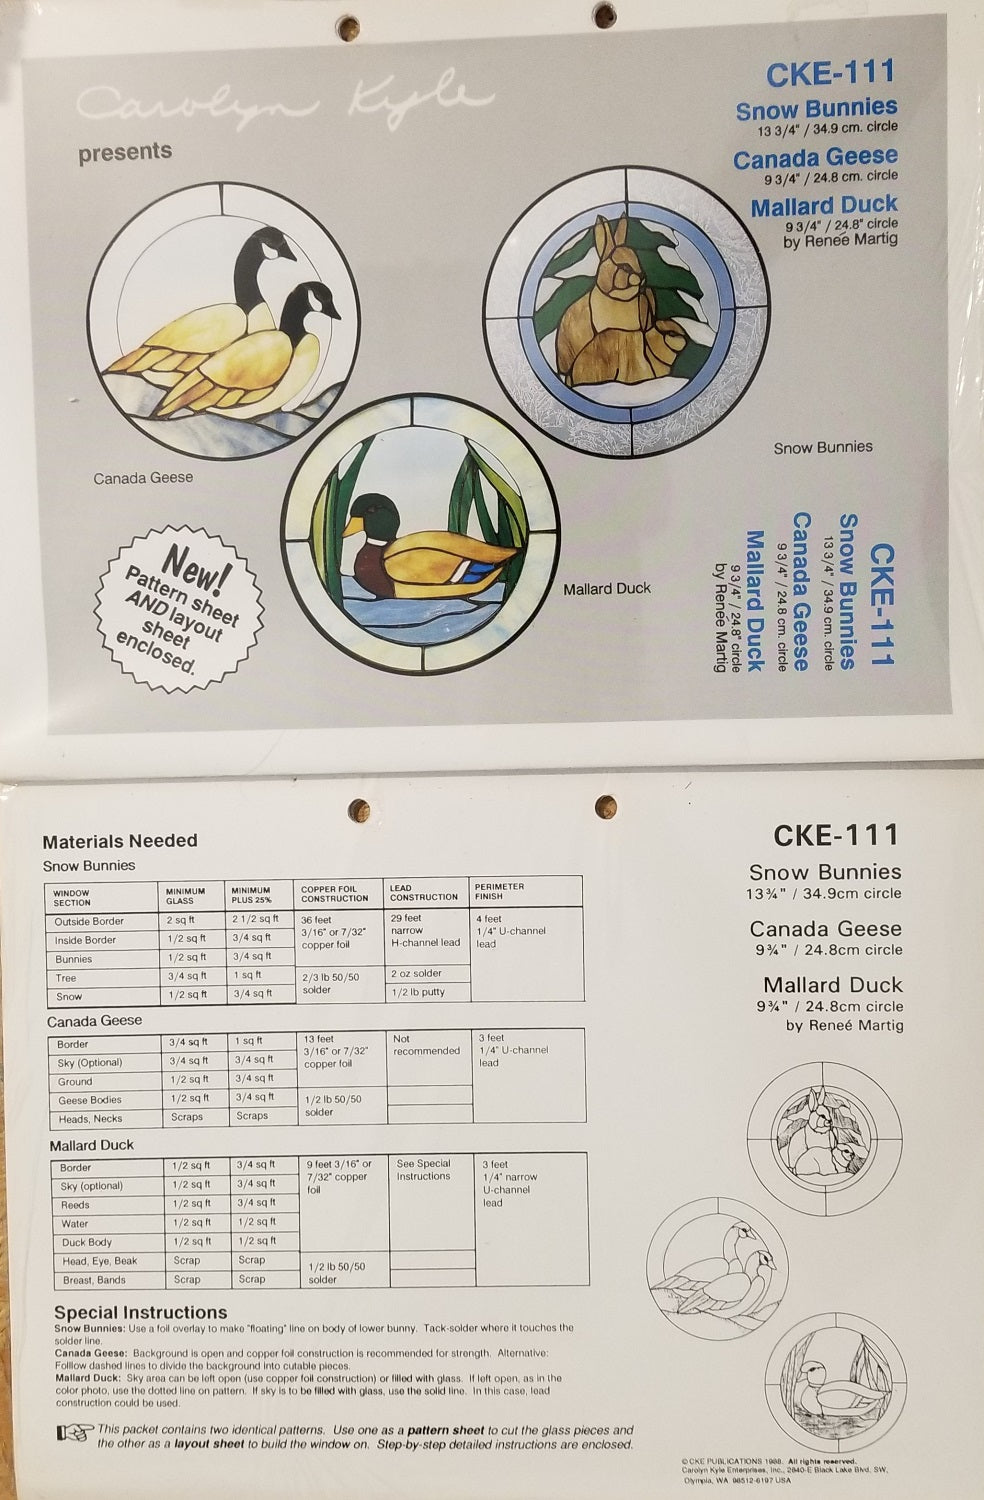 Carolyn Kyle
presents
CKE-111
Snow Bunnies
13 3/4" / 34.9 cm. circle
Canada Geese
9 3/4" / 24.8 cm. circle
Mallard Duck
9 3/4" / 24.8" circle
by Reneé Martig
Canada Geese
Snow Bunnies
Mallard Duck
New!
Pattern sheet
AND layout
sheet
enclosed.
CKE-111
Snow Bunnies
13 3/4" / 34.9 cm. circle
Canada Geese
9 3/4" / 24.8 cm. circle
Mallard Duck
9 3/4" / 24.8" circle
by Reneé Martig
Materials Needed
Snow Bunnies
WINDOW SECTION MINIMUM GLASS MINIMUM PLUS 25% COPPER FOIL CONSTRUCTION LEAD CONSTRUCTION PERIMETER FINISH
Outside Border 2 sq ft 2 1/2 sq ft 36 feet 29 feet 4 feet
Inside Border 1/2 sq ft 3/4 sq ft 3/16" or 7/32" narrow 1/4" U-channel
Bunnies 1/2 sq ft 3/4 sq ft copper foil H-channel lead lead
Tree 3/4 sq ft 1 sq ft 2/3 lb 50/50 2 oz solder
Snow 1/2 sq ft 3/4 sq ft solder 1/2 lb putty
Canada Geese
Border 3/4 sq ft 1 sq ft 13 feet Not 3 feet
Sky (Optional) 3/4 sq ft 3/4 sq ft 3/16" or 7/32" recommended 1/4" U-channel
Ground 1/2 sq ft 3/4 sq ft copper foil lead
Geese Bodies 1/2 sq ft 3/4 sq ft 1/2 lb 50/50
Heads, Necks Scraps Scraps solder
Mallard Duck
Border 1/2 sq ft 3/4 sq ft 9 feet 3/16" or See Special 3 feet
Sky (optional) 1/2 sq ft 3/4 sq ft 7/32" copper Instructions 1/4" narrow
Reeds 1/2 sq ft 3/4 sq ft foil U-channel
Water 1/2 sq ft 1/2 sq ft lead
Duck Body 1/2 sq ft 1/2 sq ft
Head, Eye, Beak Scrap Scrap 1/2 lb 50/50
Breast, Bands Scrap Scrap solder
Special Instructions
Snow Bunnies: Use a foil overlay to make "floating" line on body of lower bunny. Tack-solder where it touches the
solder line.
Canada Geese: Background is open and copper foil construction is recommended for strength. Alternative:
Folllow dashed lines to divide the background into cutable pieces.
Mallard Duck: Sky area can be left open (use copper foil construction) or filled with glass. If left open, as in the
color photo, use the dotted line on pattern. If sky is to be filled with glass, use the solid line. In this case, lead
construction could be used.
This packet contains two identical patterns. Use one as a pattern sheet to cut the glass pieces and
the other as a layout sheet to build the window on. Step-by-step detailed instructions are enclosed.
CKE-111
Snow Bunnies
13¾" / 34.9cm circle
Canada Geese
9¾" / 24.8cm circle
Mallard Duck
9¾" / 24.8cm circle
by Reneé Martig
© CKE PUBLICATIONS 1988. All rights reserved.
Carolyn Kyle Enterprises, Inc., 2840-E Black Lake Blvd. SW,
Olympia, WA 98512-6197 USA